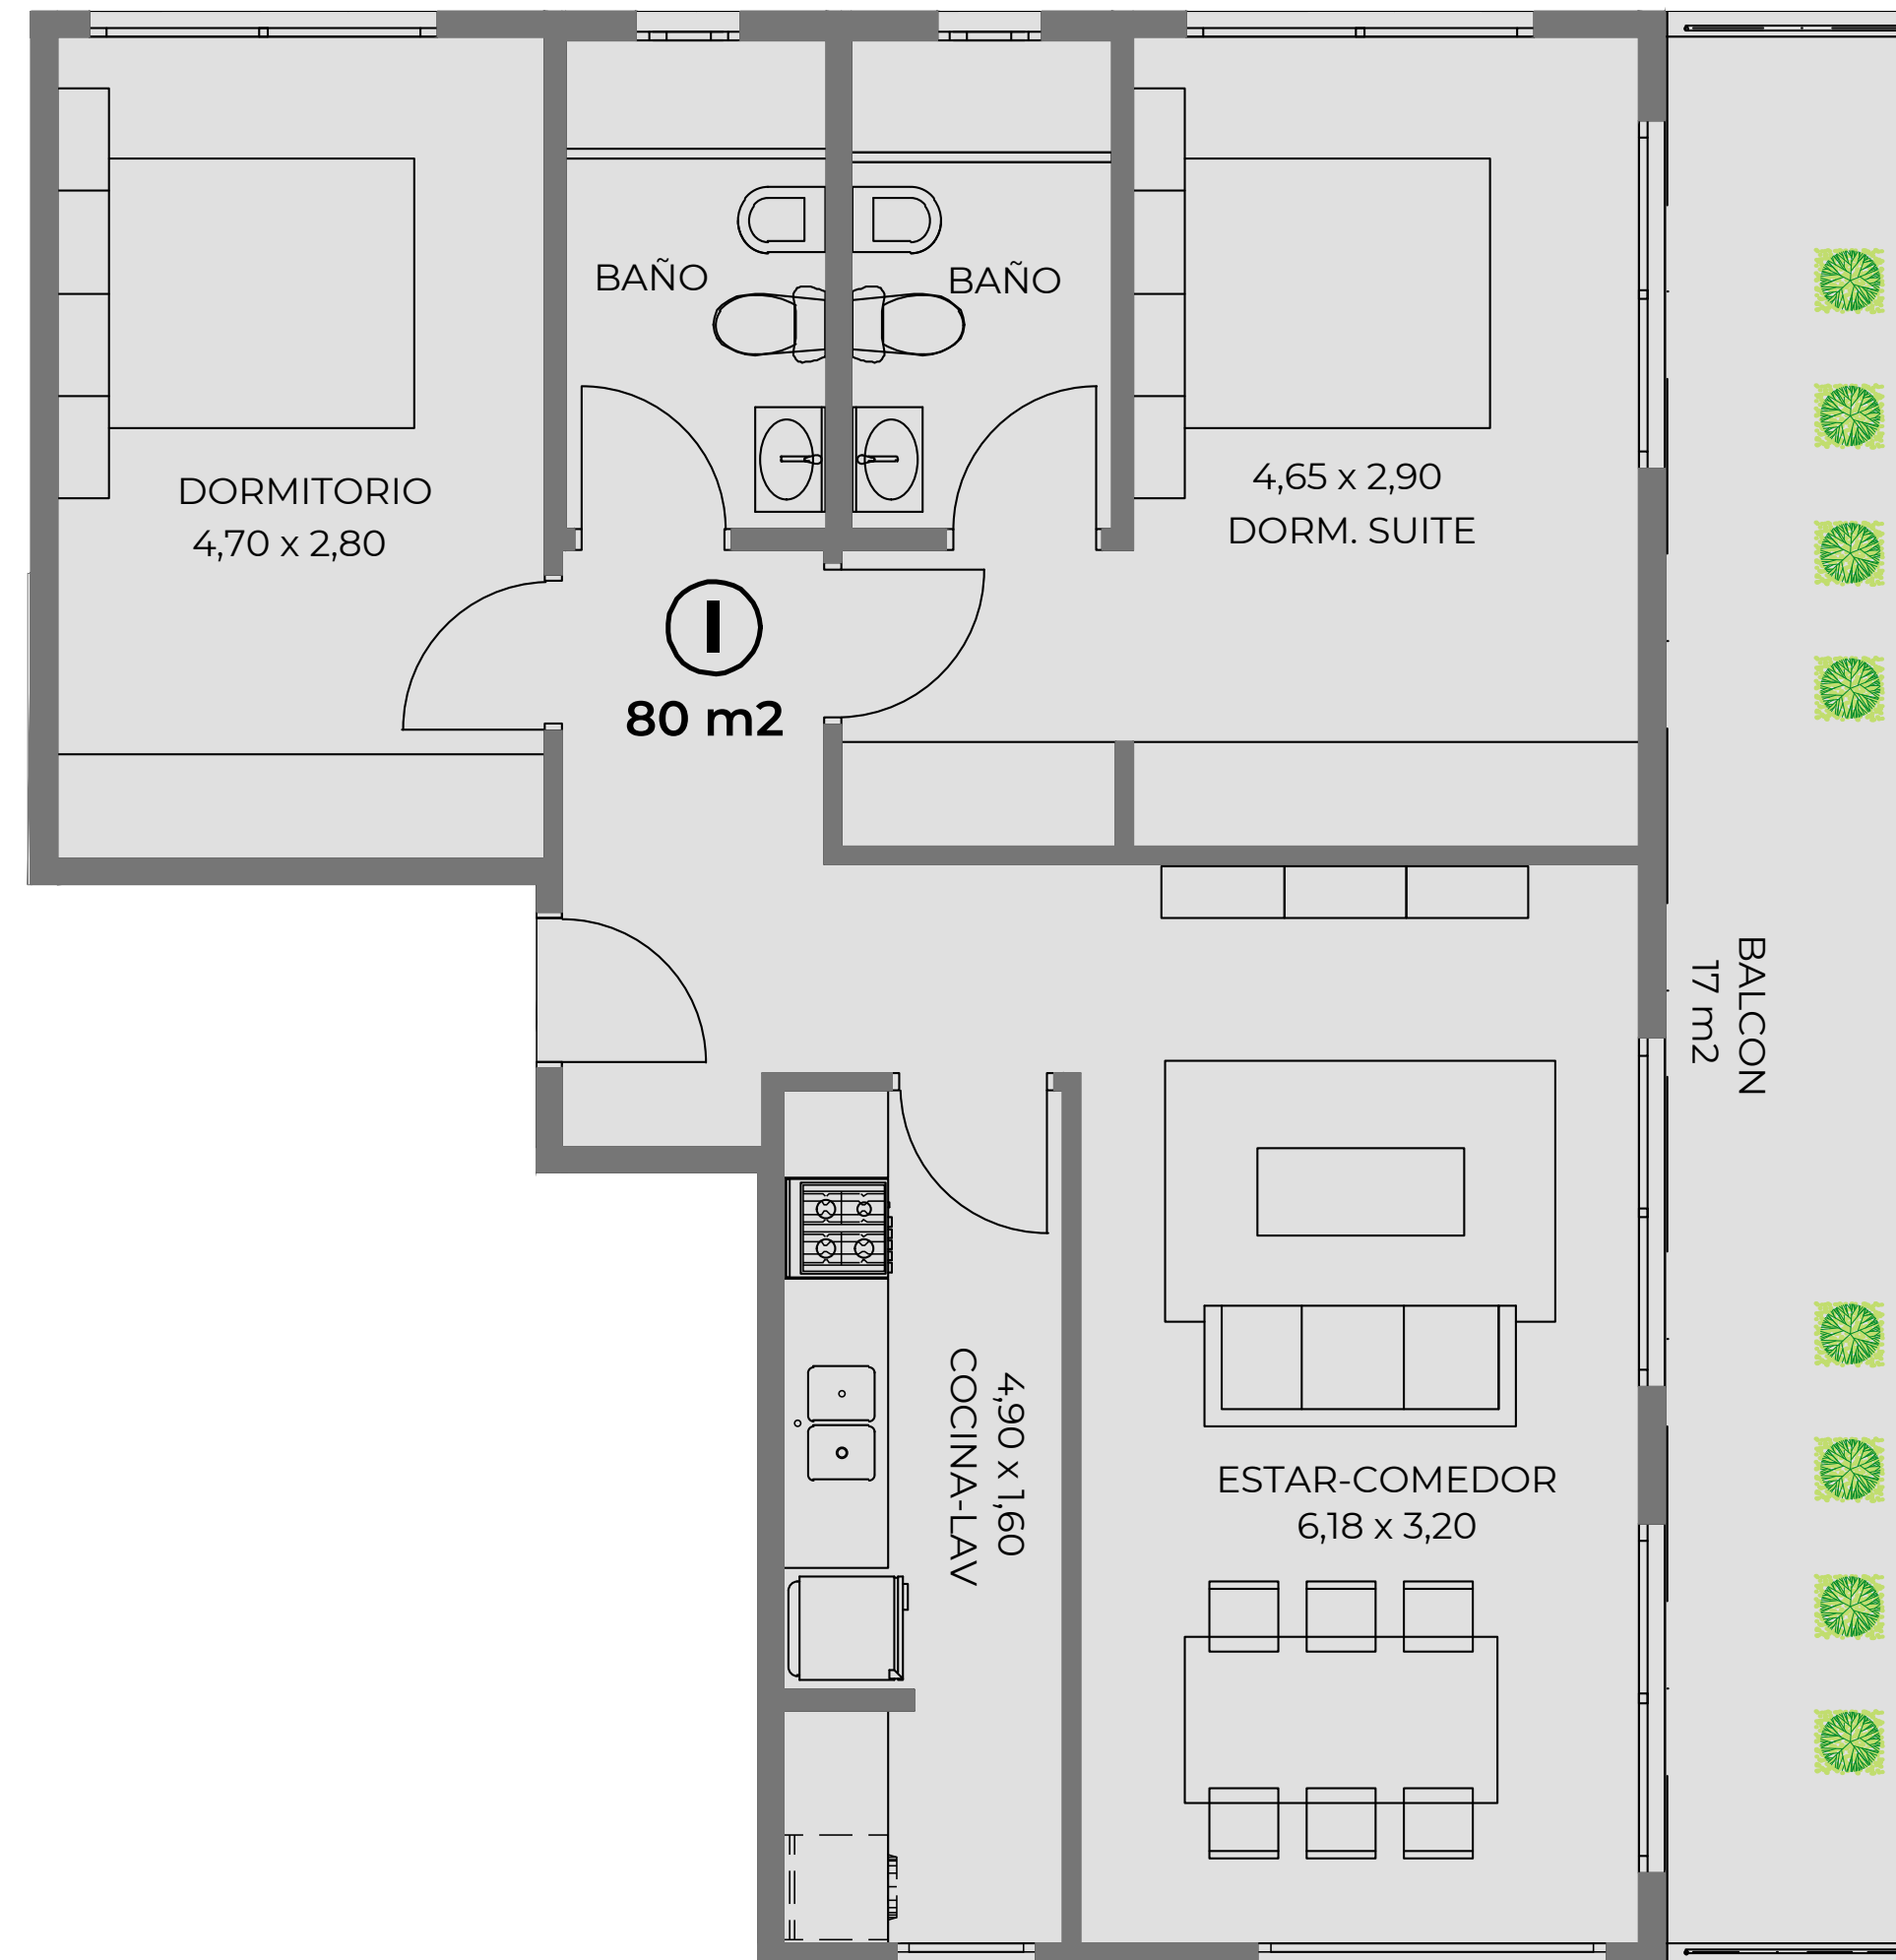 BAÑO
BAÑO
DORMITORIO
4,70 x 2,80
4,65 x 2,90
DORM. SUITE
I
80 m2
BALCON
17 m2
4,90 x 1,60
COCINA-LAV
ESTAR-COMEDOR
6,18 x 3,20